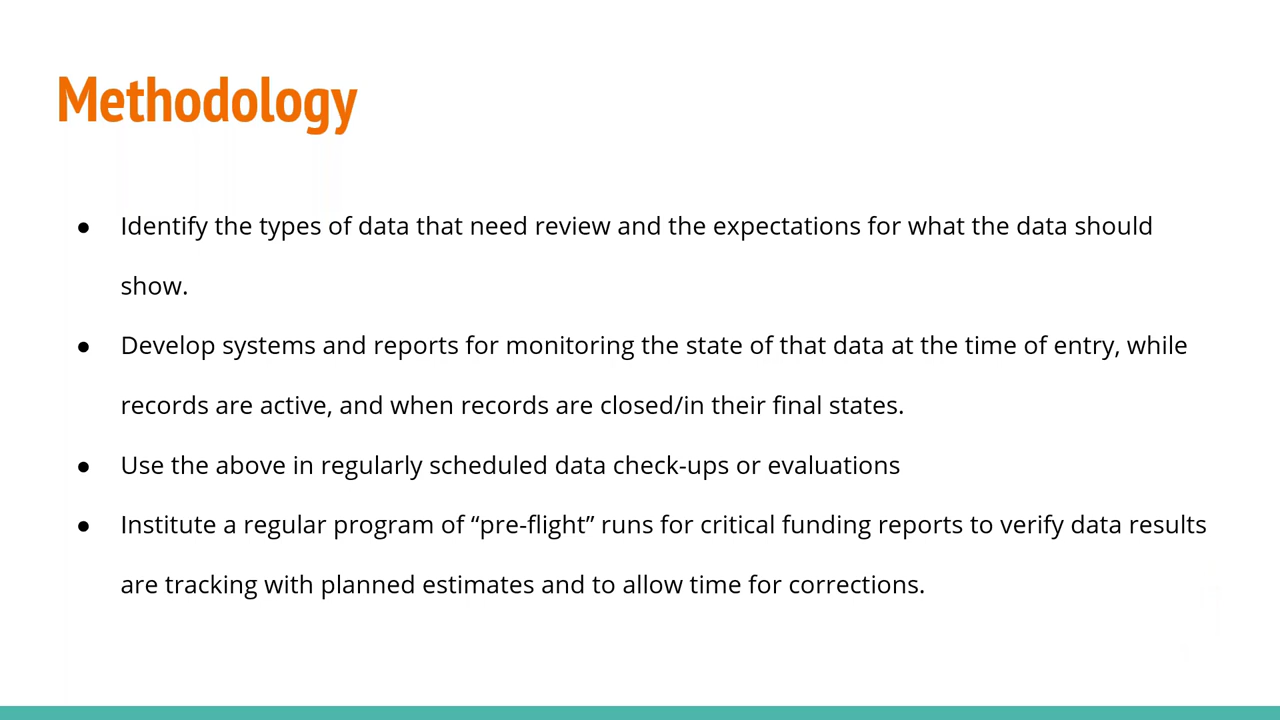 Methodology
● Identify the types of data that need review and the expectations for what the data should
show.
● Develop systems and reports for monitoring the state of that data at the time of entry, while
records are active, and when records are closed/in their final states.
● Use the above in regularly scheduled data check-ups or evaluations
● Institute a regular program of “pre-flight” runs for critical funding reports to verify data results
are tracking with planned estimates and to allow time for corrections.